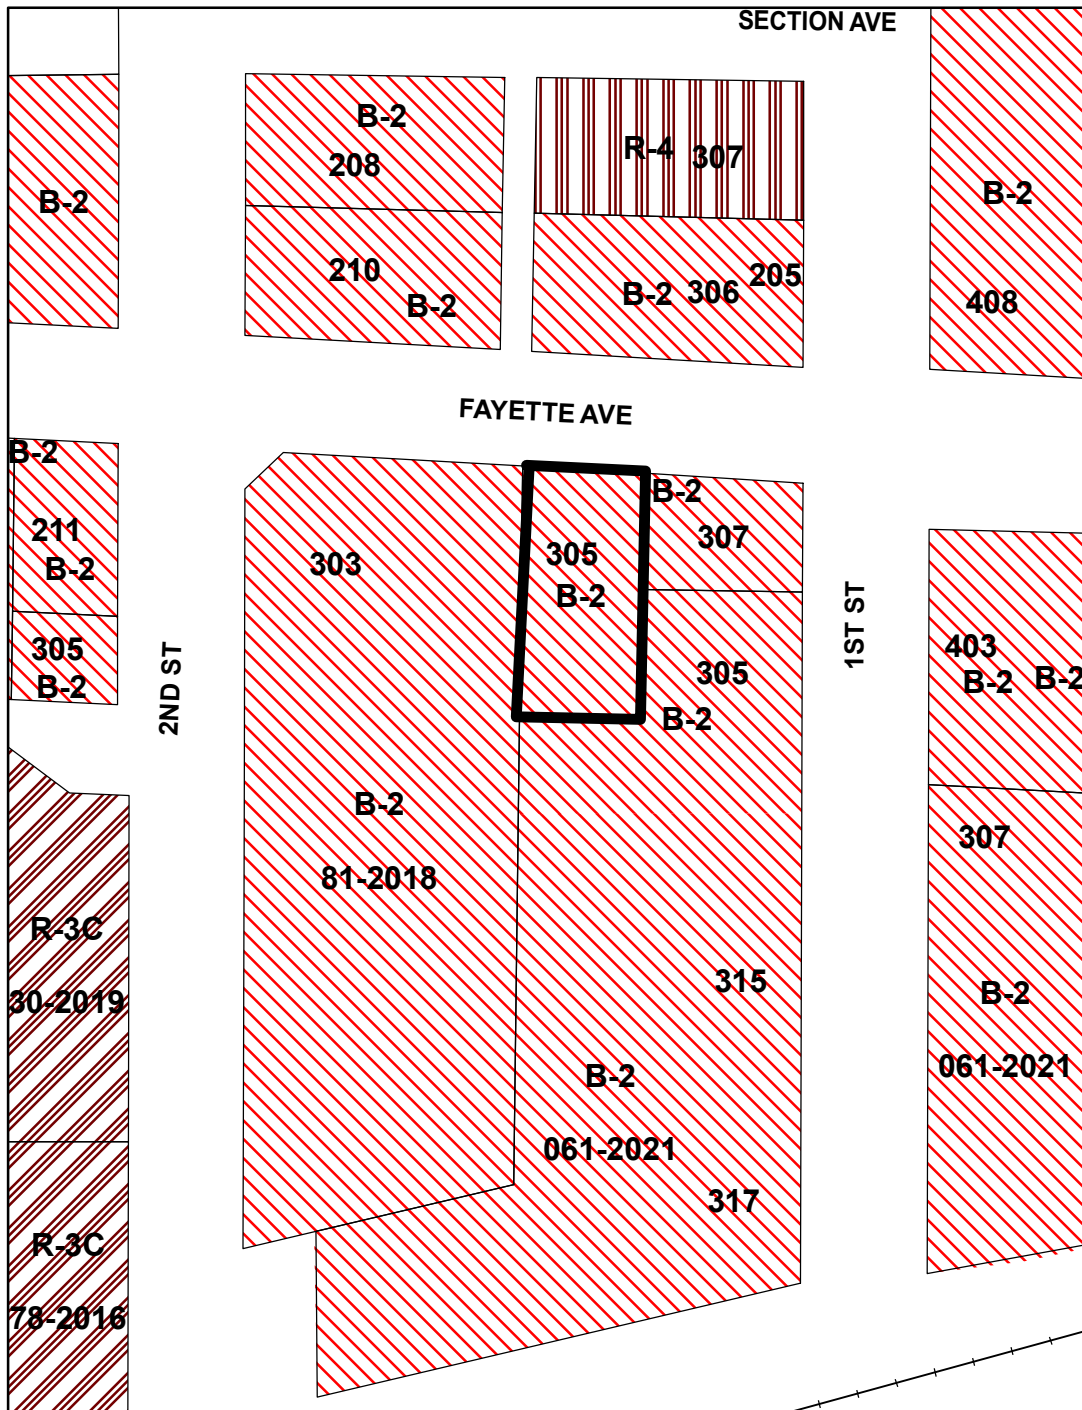 SECTION AVE
B-2
208
R-4 307
B-2
B-2
210
B-2
B-2 306 205
408
FAYETTE AVE
B-2
211
B-2
305
B-2
2ND ST
303
305
B-2
B-2
307
305
B-2
1ST ST
403
B-2 B-2
B-2
81-2018
307
R-3C
30-2019
315
B-2
061-2021
B-2
061-2021
317
R-3C
78-2016